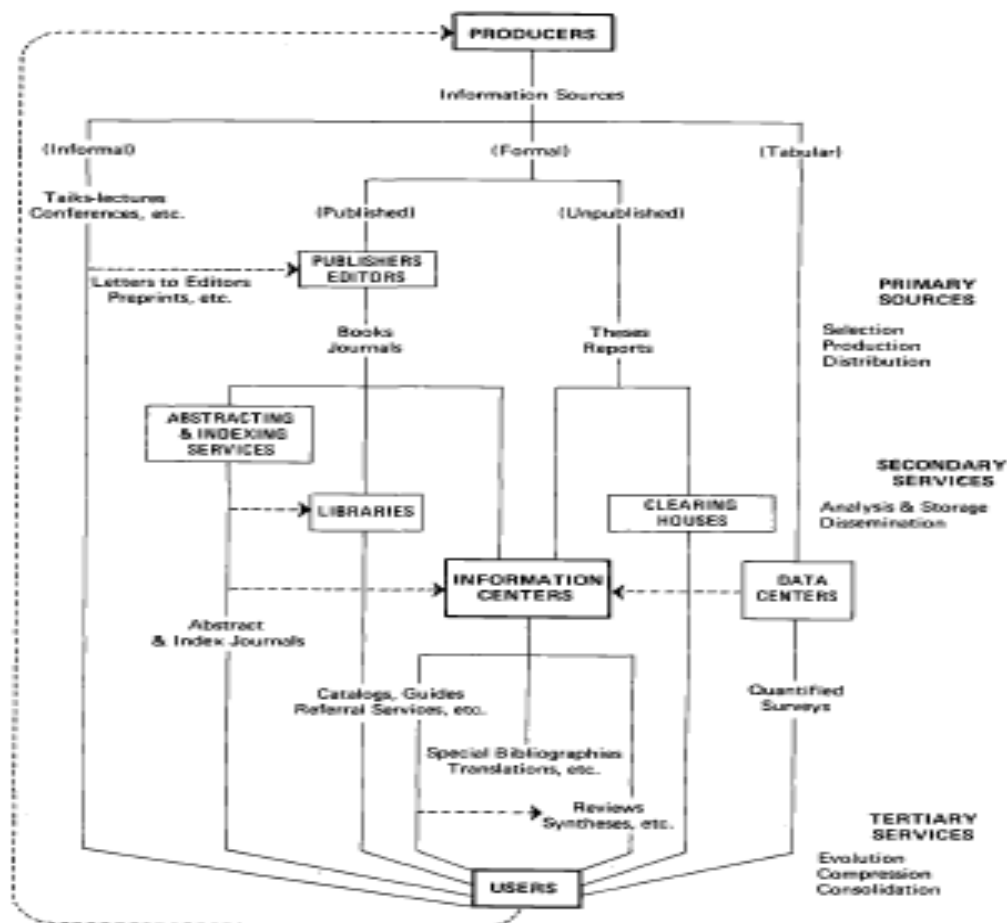 PRODUCERS
Information Sources
(Informal)
(Formal)
(Tabular)
Talks-lectures
Conferences, etc.
(Published)
(Unpublished)
PUBLISHERS
EDITORS
Letters to Editors
Preprints, etc.
PRIMARY
SOURCES
Books
Journals
Theses
Reports
Selection
Production
Distribution
ABSTRACTING
& INDEXING
SERVICES
SECONDARY
SERVICES
LIBRARIES
CLEARING
HOUSES
Analysis & Storage
Dissemination
INFORMATION
CENTERS
DATA
CENTERS
Abstract
& Index Journals
Catalogs, Guides
Referral Services, etc.
Quantified
Surveys
Special Bibliographies
Translations, etc.
Reviews
Syntheses, etc.
TERTIARY
SERVICES
USERS
Evolution
Compression
Consolidation